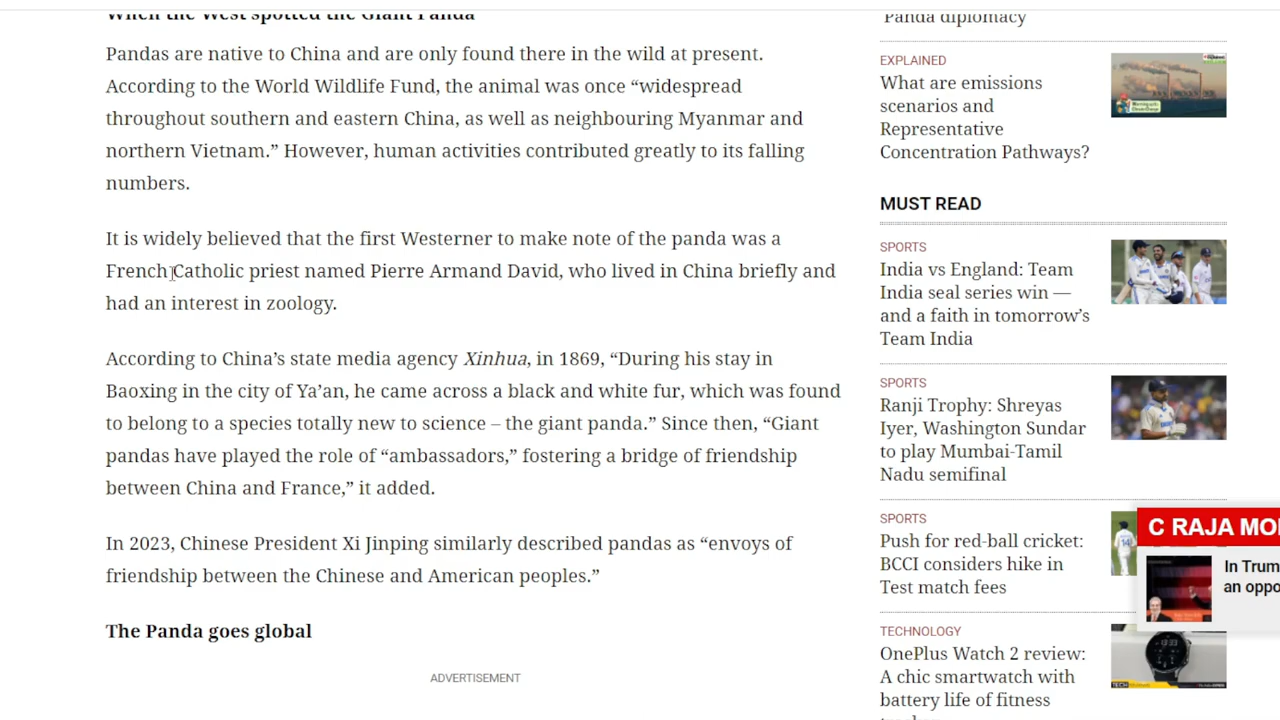 When the West spotted the Giant Panda
Pandas are native to China and are only found there in the wild at present.
According to the World Wildlife Fund, the animal was once “widespread
throughout southern and eastern China, as well as neighbouring Myanmar and
northern Vietnam.” However, human activities contributed greatly to its falling
numbers.
It is widely believed that the first Westerner to make note of the panda was a
French Catholic priest named Pierre Armand David, who lived in China briefly and
had an interest in zoology.
According to China’s state media agency Xinhua, in 1869, “During his stay in
Baoxing in the city of Ya’an, he came across a black and white fur, which was found
to belong to a species totally new to science – the giant panda.” Since then, “Giant
pandas have played the role of “ambassadors,” fostering a bridge of friendship
between China and France,” it added.
In 2023, Chinese President Xi Jinping similarly described pandas as “envoys of
friendship between the Chinese and American peoples.”
The Panda goes global
ADVERTISEMENT
Panda diplomacy
EXPLAINED
What are emissions
scenarios and
Representative
Concentration Pathways?
MUST READ
SPORTS
India vs England: Team
India seal series win —
and a faith in tomorrow’s
Team India
SPORTS
Ranji Trophy: Shreyas
Iyer, Washington Sundar
to play Mumbai-Tamil
Nadu semifinal
SPORTS
Push for red-ball cricket:
BCCI considers hike in
Test match fees
C RAJA MO
In Trum
an oppo
TECHNOLOGY
OnePlus Watch 2 review:
A chic smartwatch with
battery life of fitness